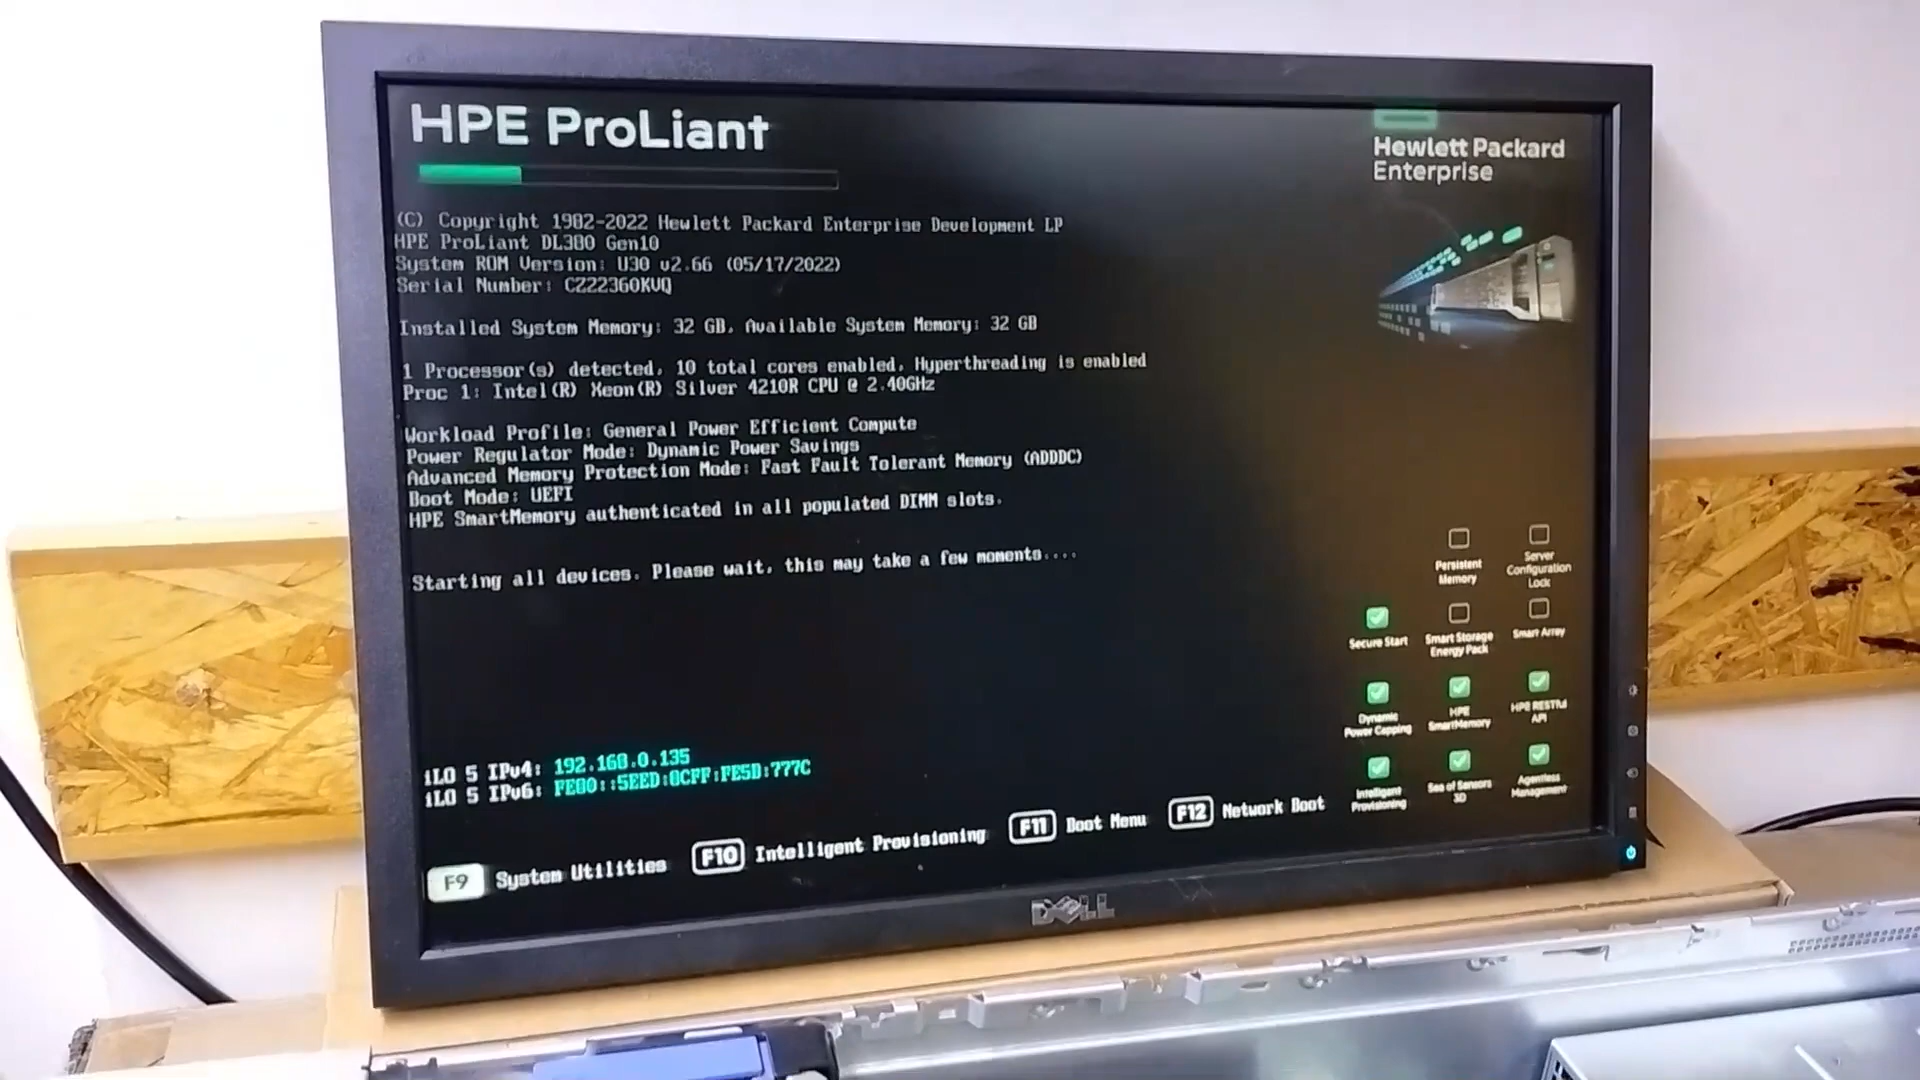 HPE ProLiant
Hewlett Packard
Enterprise
(C) Copyright 1982-2022 Hewlett Packard Enterprise Development LP
HPE ProLiant DL380 Gen10
System ROM Version: U30 v2.66 (05/17/2022)
Serial Number: CZ22360KVQ
Installed System Memory: 32 GB, Available System Memory: 32 GB
1 Processor(s) detected, 10 total cores enabled, Hyperthreading is enabled
Proc 1: Intel(R) Xeon(R) Silver 4210R CPU @ 2.40GHz
Workload Profile: General Power Efficient Compute
Power Regulator Mode: Dynamic Power Savings
Advanced Memory Protection Mode: Fast Fault Tolerant Memory (ADDDC)
Boot Mode: UEFI
HPE SmartMemory authenticated in all populated DIMM slots.
Starting all devices. Please wait, this may take a few moments....
Persistent
Memory
Server
Configuration
Lock
Secure Start
Smart Storage
Energy Pack
Smart Array
Dynamic
Power Capping
HPE
SmartMemory
HPE RESTful
API
Intelligent
Provisioning
Sea of Sensors
3D
Agentless
Management
iLO 5 IPv4: 192.168.0.135
iLO 5 IPv6: FE80::5EED:8CFF:FE5D:777C
F9 System Utilities F10 Intelligent Provisioning F11 Boot Menu F12 Network Boot
DELL